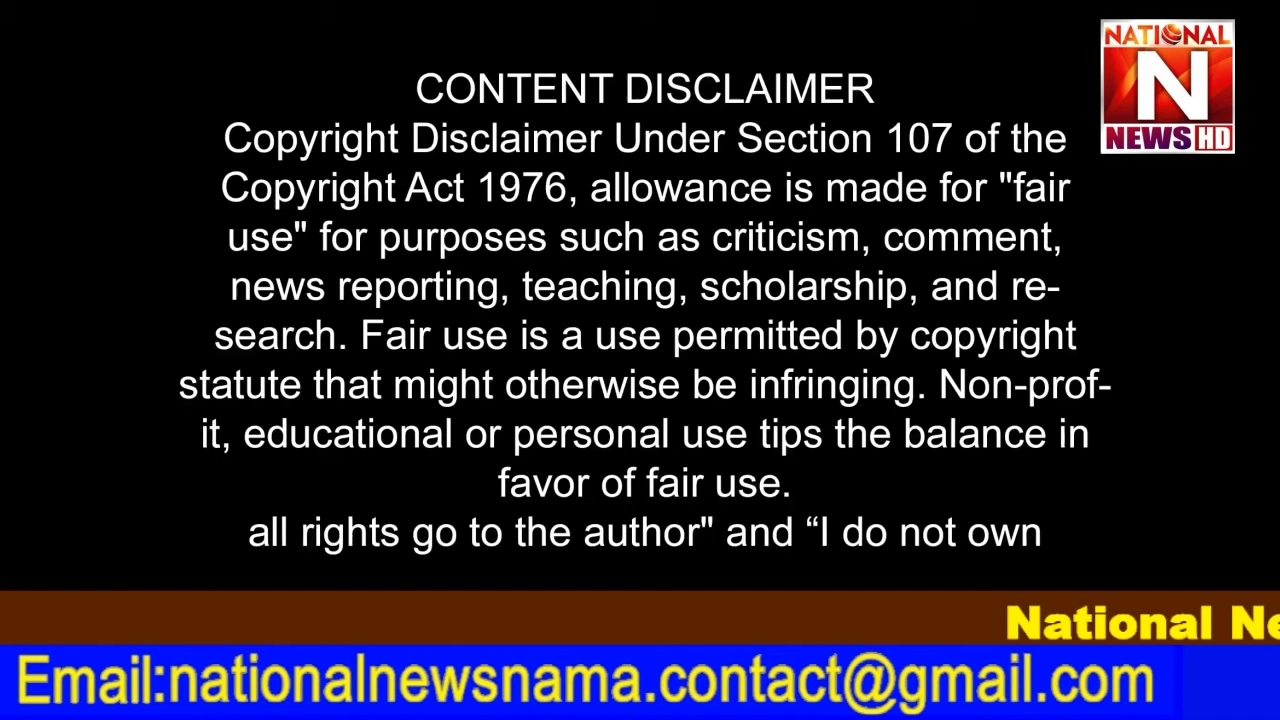 NATIONAL
N
NEWS HD
CONTENT DISCLAIMER
Copyright Disclaimer Under Section 107 of the
Copyright Act 1976, allowance is made for "fair
use" for purposes such as criticism, comment,
news reporting, teaching, scholarship, and re-
search. Fair use is a use permitted by copyright
statute that might otherwise be infringing. Non-prof-
it, educational or personal use tips the balance in
favor of fair use.
all rights go to the author" and “I do not own
National Ne
Email:nationalnewsnama.contact@gmail.com